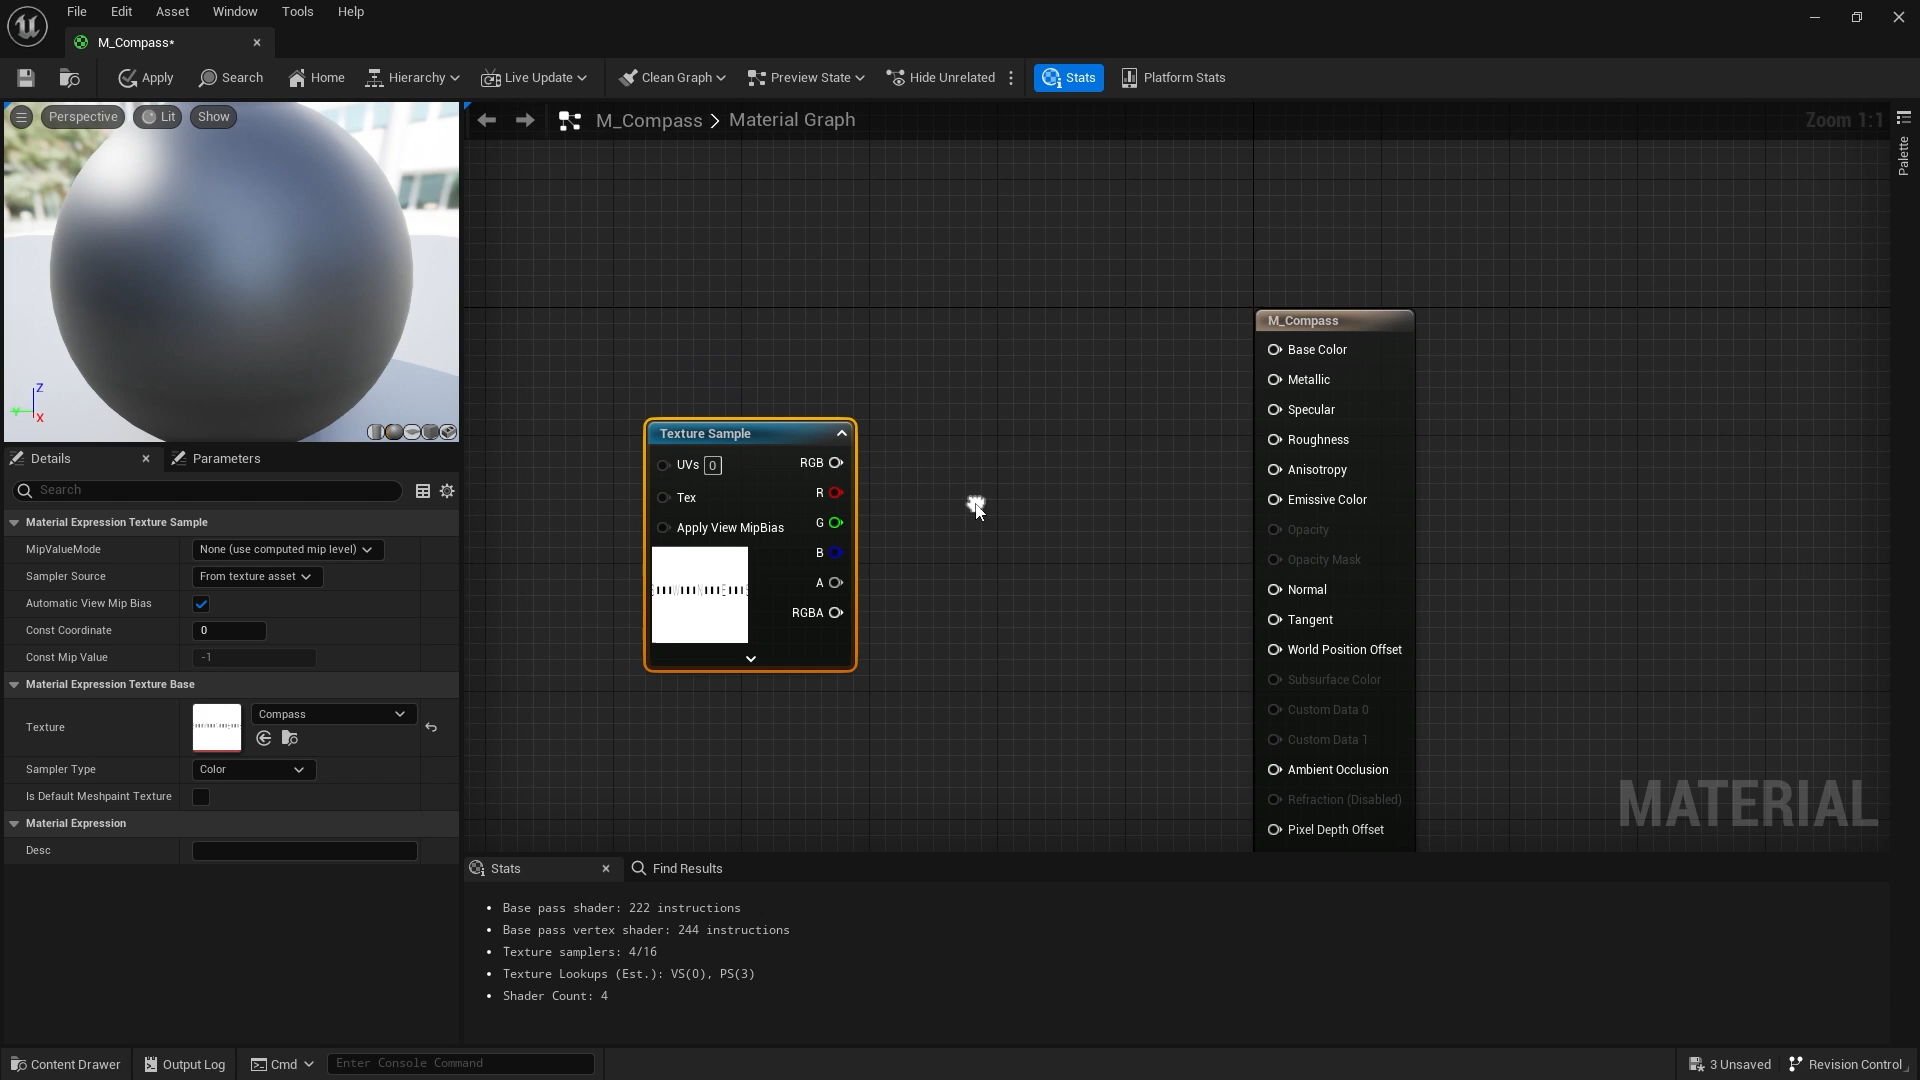 File Edit Asset Window Tools Help
M_Compass*
Apply Search Home Hierarchy Live Update Clean Graph Preview State Hide Unrelated Stats Platform Stats
Perspective Lit Show
M_Compass > Material Graph
Zoom 1:1
Palette
Z
Y
X
Details Parameters
Search
Material Expression Texture Sample
MipValueMode None (use computed mip level)
Sampler Source From texture asset
Automatic View Mip Bias
Const Coordinate 0
Const Mip Value -1
Material Expression Texture Base
Texture Compass
Sampler Type Color
Is Default Meshpaint Texture
Material Expression
Desc
Texture Sample
UVs 0 RGB
R
Tex
G
Apply View MipBias
B
A
RGBA
M_Compass
Base Color
Metallic
Specular
Roughness
Anisotropy
Emissive Color
Opacity
Opacity Mask
Normal
Tangent
World Position Offset
Subsurface Color
Custom Data 0
Custom Data 1
Ambient Occlusion
Refraction (Disabled)
Pixel Depth Offset
MATERIAL
Stats Find Results
• Base pass shader: 222 instructions
• Base pass vertex shader: 244 instructions
• Texture samplers: 4/16
• Texture Lookups (Est.): VS(0), PS(3)
• Shader Count: 4
Content Drawer Output Log Cmd Enter Console Command 3 Unsaved Revision Control